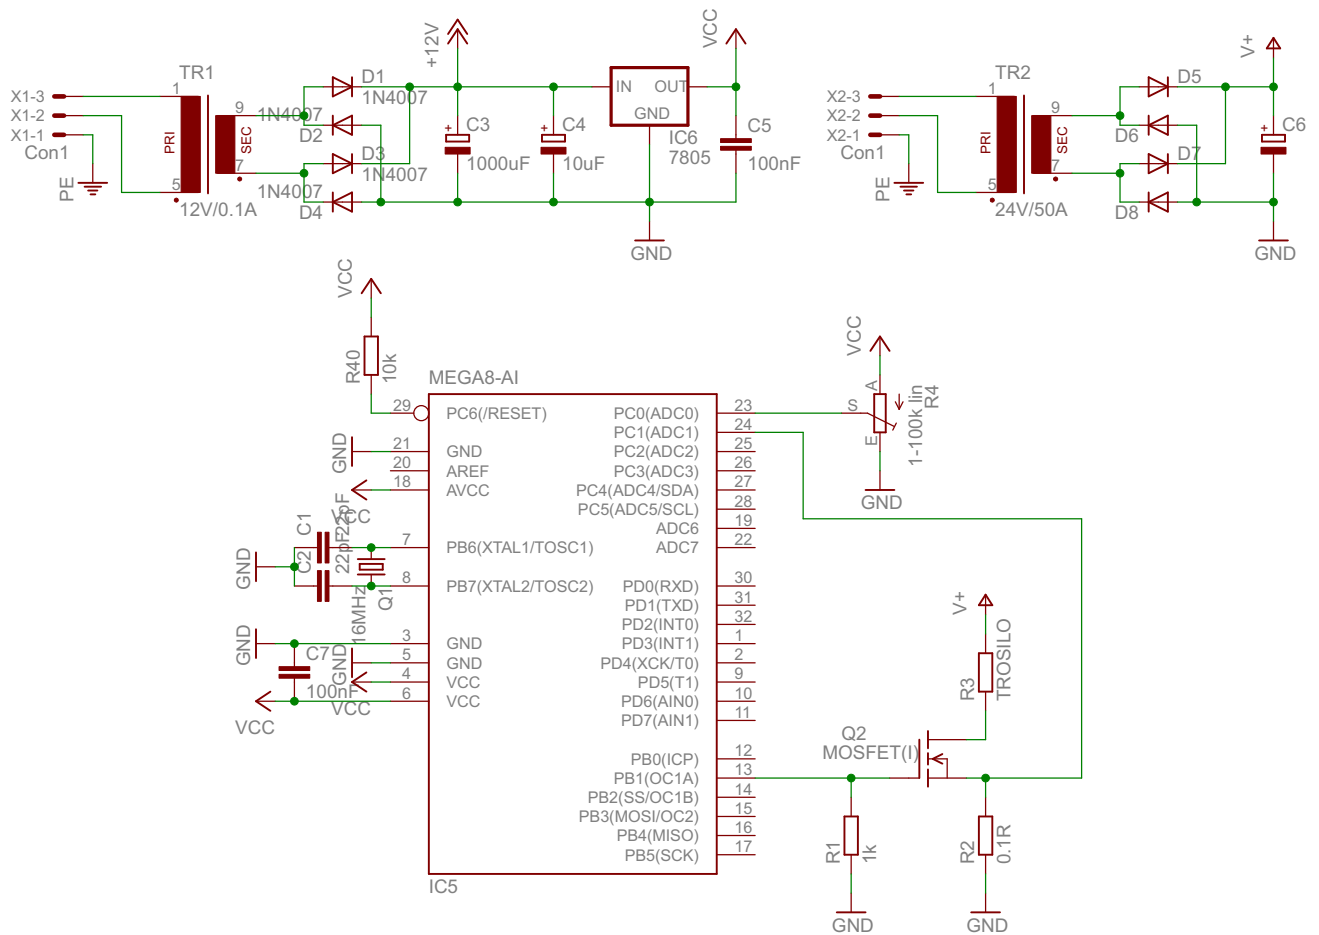 TR1
X1-3
X1-2
X1-1
Con1
PE
1
5
PRI
SEC
9
7
12V/0.1A
D1
1N4007
1N4007
D2
D3
1N4007
1N4007
D4
+12V
+
C3
1000uF
+
C4
10uF
IN
OUT
GND
IC6
7805
VCC
C5
100nF
GND
TR2
X2-3
X2-2
X2-1
Con1
PE
1
5
PRI
SEC
9
7
24V/50A
D5
D6
D7
D8
V+
+
C6
GND
VCC
R40
10k
MEGA8-AI
29 PC6(/RESET)
GND
21 GND
20 AREF
18 AVCC
VCC
C1
22pF
C2
22pF
GND
7 PB6(XTAL1/TOSC1)
8 PB7(XTAL2/TOSC2)
16MHz
Q1
GND
3 GND
GND
5 GND
4 VCC
VCC
6 VCC
C7
100nF
VCC
PC0(ADC0) 23
PC1(ADC1) 24
PC2(ADC2) 25
PC3(ADC3) 26
PC4(ADC4/SDA) 27
PC5(ADC5/SCL) 28
ADC6 19
ADC7 22
PD0(RXD) 30
PD1(TXD) 31
PD2(INT0) 32
PD3(INT1) 1
PD4(XCK/T0) 2
PD5(T1) 9
PD6(AIN0) 10
PD7(AIN1) 11
PB0(ICP) 12
PB1(OC1A) 13
PB2(SS/OC1B) 14
PB3(MOSI/OC2) 15
PB4(MISO) 16
PB5(SCK) 17
IC5
VCC
A
S
E
1-100k lin
R4
GND
V+
R3
TROSILO
Q2
MOSFET(I)
R1
1k
GND
R2
0.1R
GND